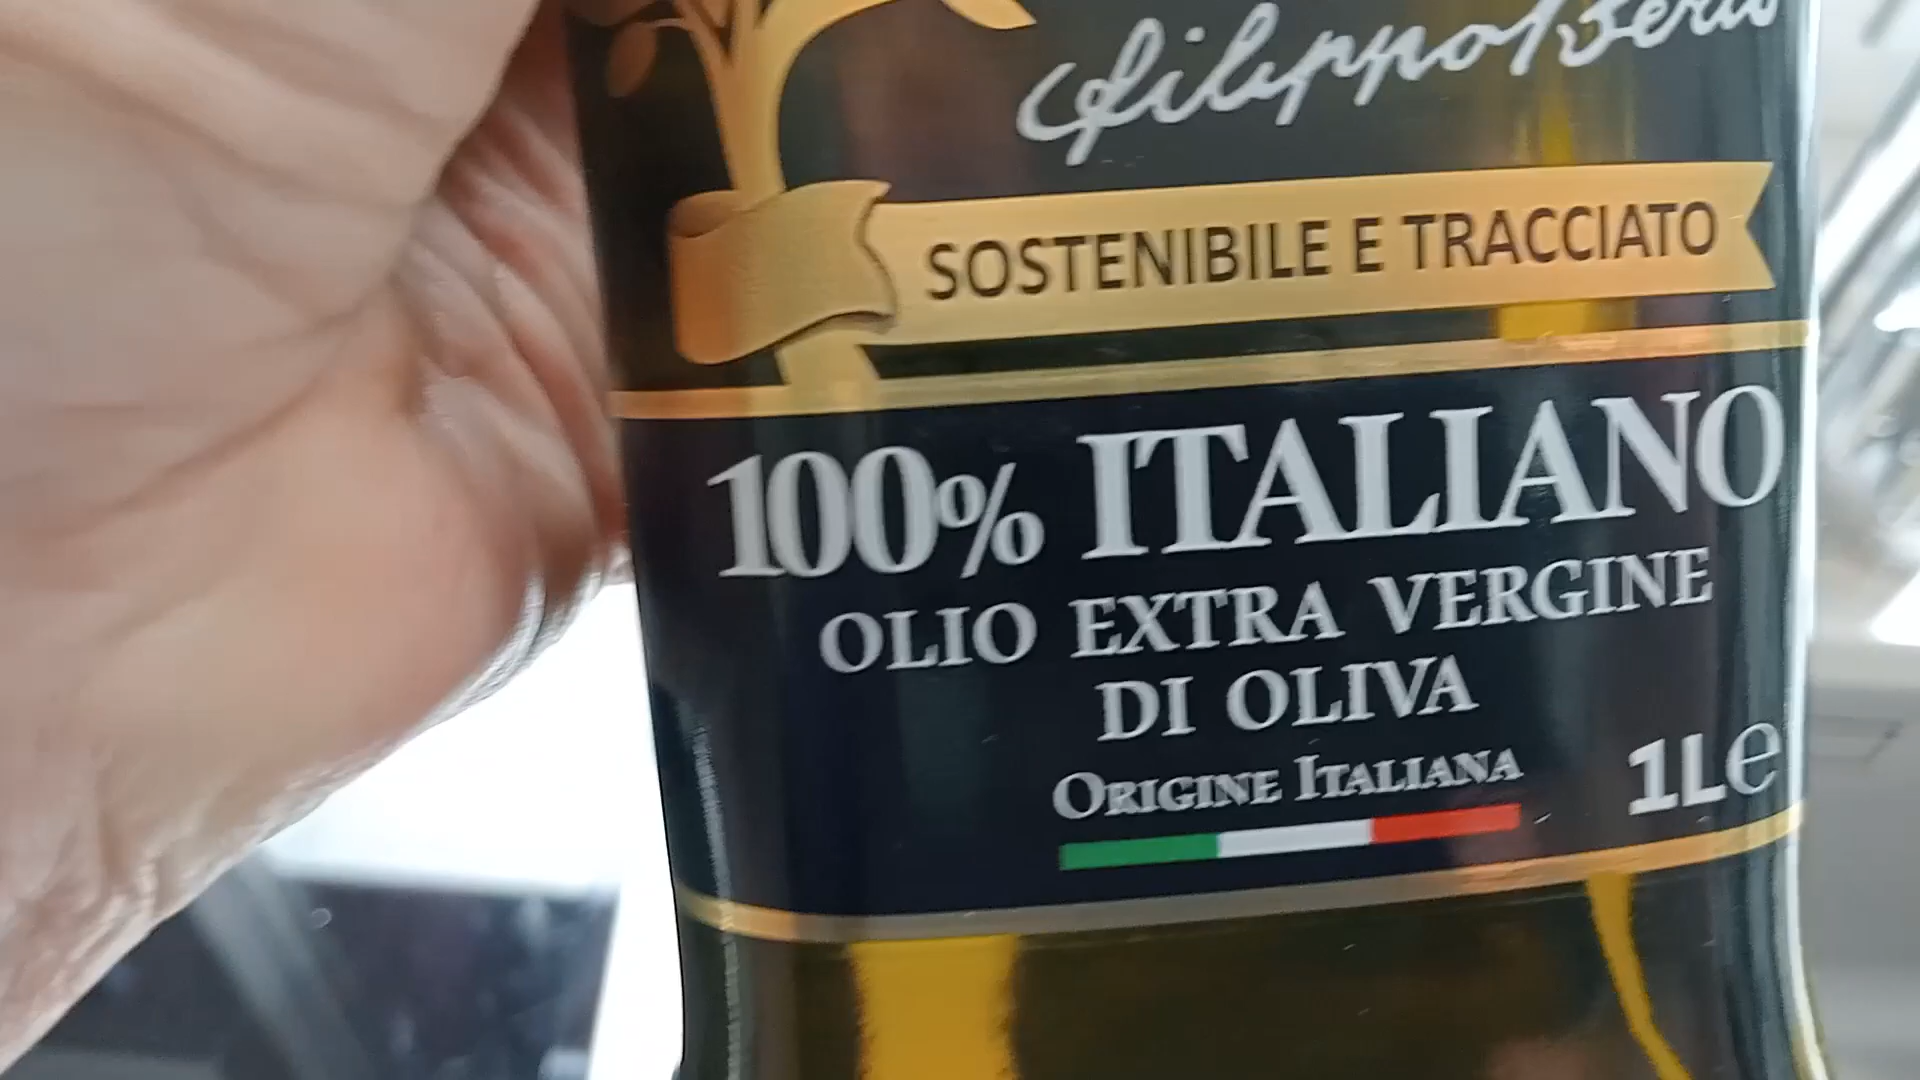 Filippo Berio
SOSTENIBILE E TRACCIATO
100% ITALIANO
OLIO EXTRA VERGINE
DI OLIVA
ORIGINE ITALIANA
1L e